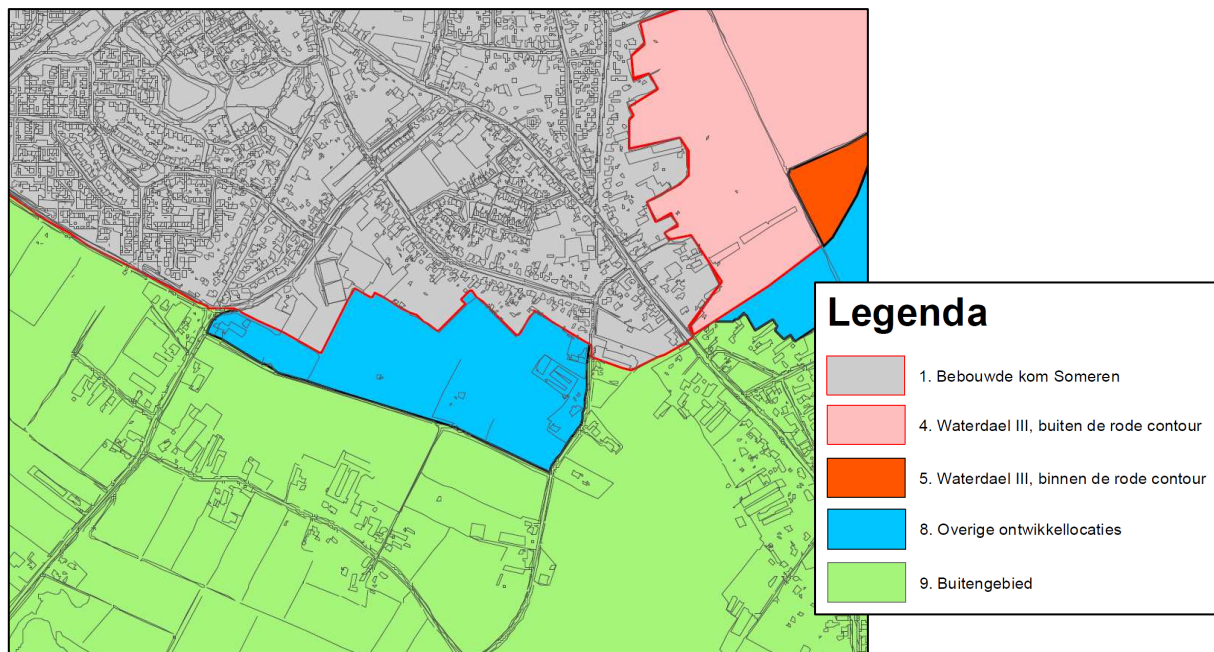 Legenda
1. Bebouwde kom Someren
4. Waterdael III, buiten de rode contour
5. Waterdael III, binnen de rode contour
8. Overige ontwikkellocaties
9. Buitengebied